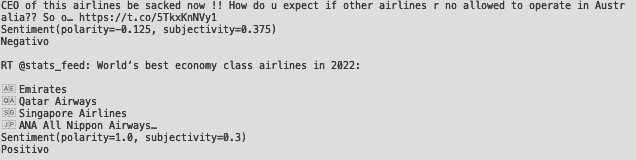 CEO of this airlines be sacked now !! How do u expect if other airlines r no allowed to operate in Austr
alia?? So o… https://t.co/5TkxKnNVy1
Sentiment(polarity=-0.125, subjectivity=0.375)
Negativo
RT @stats_feed: World's best economy class airlines in 2022:
🇦🇪 Emirates
🇶🇦 Qatar Airways
🇸🇬 Singapore Airlines
🇯🇵 ANA All Nippon Airways…
Sentiment(polarity=1.0, subjectivity=0.3)
Positivo